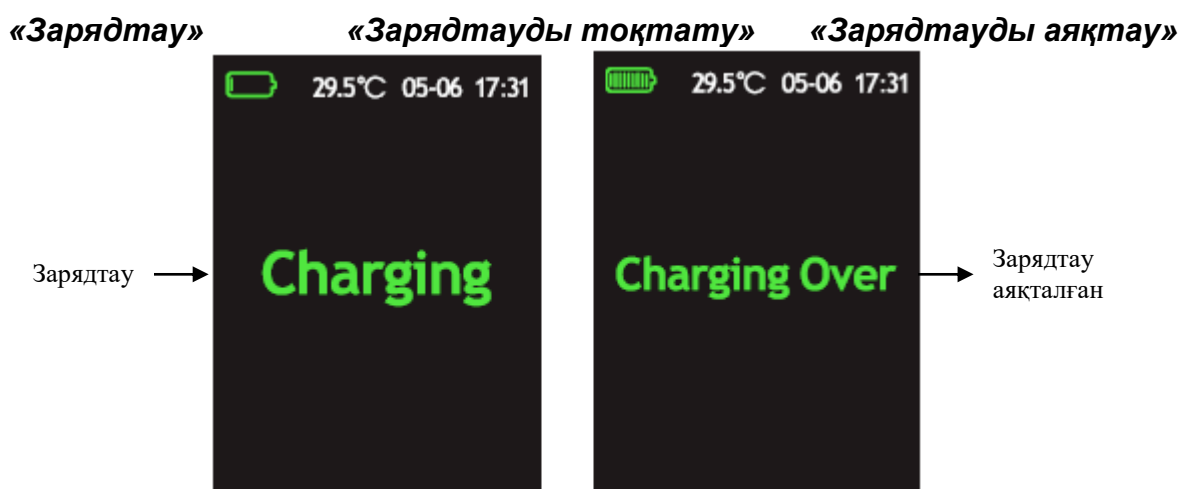 «Зарядтау» «Зарядтауды тоқтату» «Зарядтауды аяқтау»
29.5℃ 05-06 17:31
29.5℃ 05-06 17:31
Зарядтау
Charging
Charging Over
Зарядтау
аяқталған